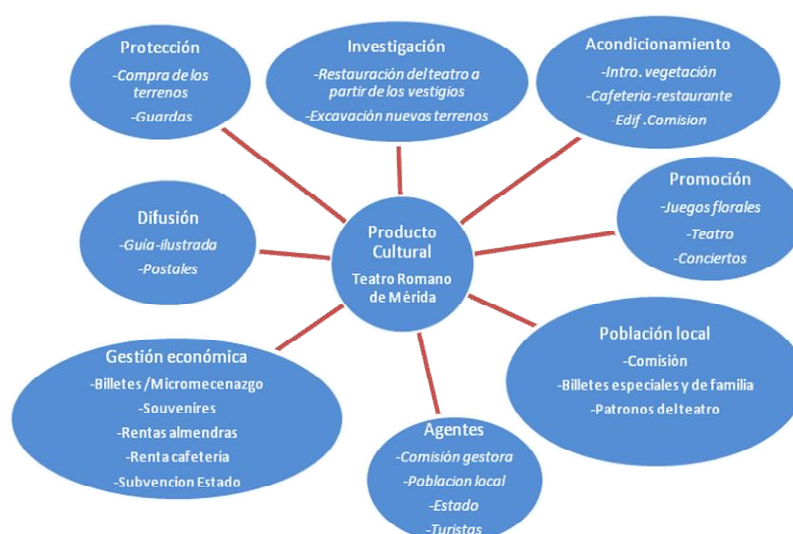 Protección
-Compra de los
terrenos
-Guardas
Investigación
-Restauración del teatro a
partir de los vestigios
-Excavación nuevos terrenos
Acondicionamiento
-Intro. vegetación
-Cafeteria-restaurante
-Edif .Comision
Difusión
-Guía-ilustrada
-Postales
Producto
Cultural
Teatro Romano
de Mérida
Promoción
-Juegos florales
-Teatro
-Conciertos
Gestión económica
-Billetes /Micromecenazgo
-Souvenires
-Rentas almendras
-Renta cafeteria
-Subvencion Estado
Agentes
-Comisión gestora
-Poblacion local
-Estado
-Turistas
Población local
-Comisión
-Billetes especiales y de familia
-Patronos del teatro